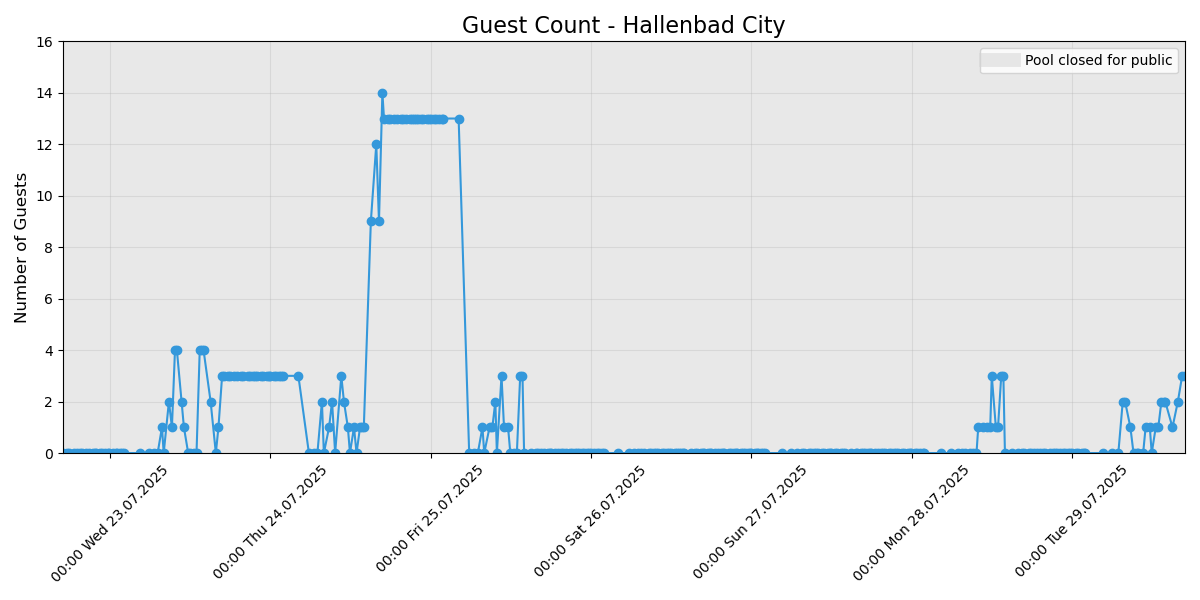 Guest Count - Hallenbad City
Pool closed for public
Number of Guests
16
14
12
10
8
6
4
2
0
00:00 Wed 23.07.2025
00:00 Thu 24.07.2025
00:00 Fri 25.07.2025
00:00 Sat 26.07.2025
00:00 Sun 27.07.2025
00:00 Mon 28.07.2025
00:00 Tue 29.07.2025